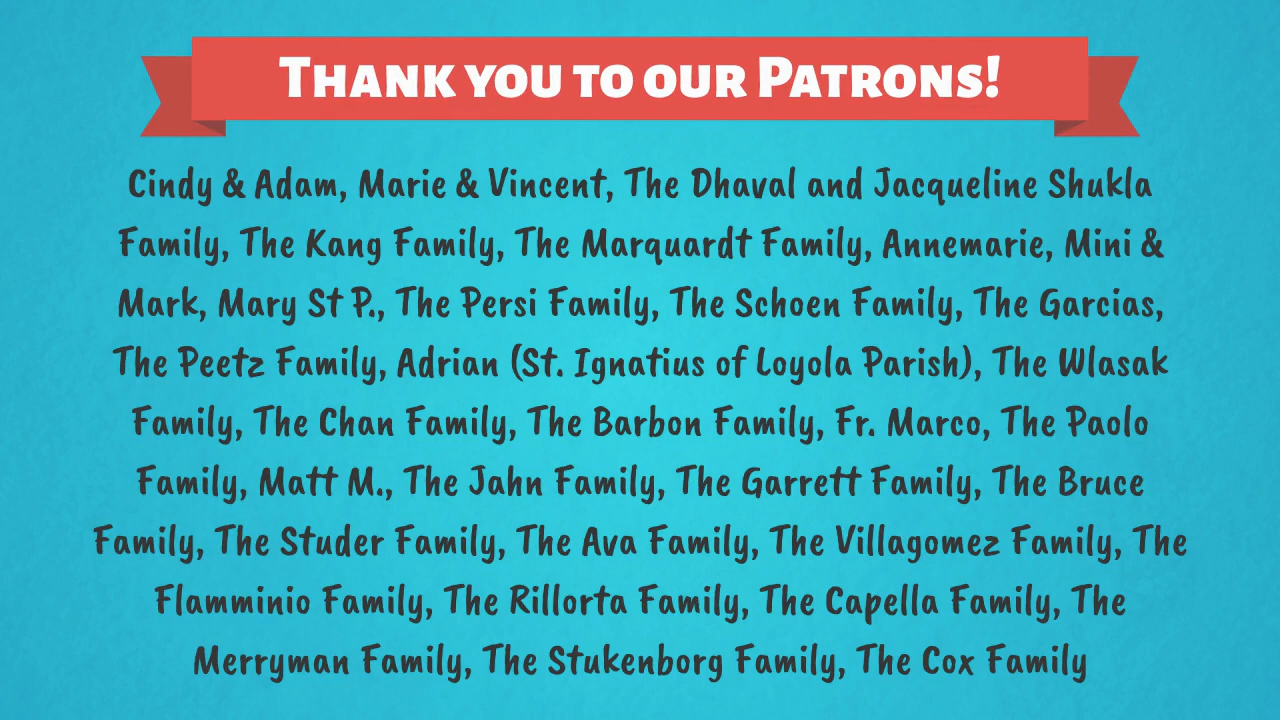 Thank you to our Patrons!
Cindy & Adam, Marie & Vincent, The Dhaval and Jacqueline Shukla
Family, The Kang Family, The Marquardt Family, Annemarie, Mini &
Mark, Mary St P., The Persi Family, The Schoen Family, The Garcias,
The Peetz Family, Adrian (St. Ignatius of Loyola Parish), The Wlasak
Family, The Chan Family, The Barbon Family, Fr. Marco, The Paolo
Family, Matt M., The Jahn Family, The Garrett Family, The Bruce
Family, The Studer Family, The Ava Family, The Villagomez Family, The
Flamminio Family, The Rillorta Family, The Capella Family, The
Merryman Family, The Stukenborg Family, The Cox Family